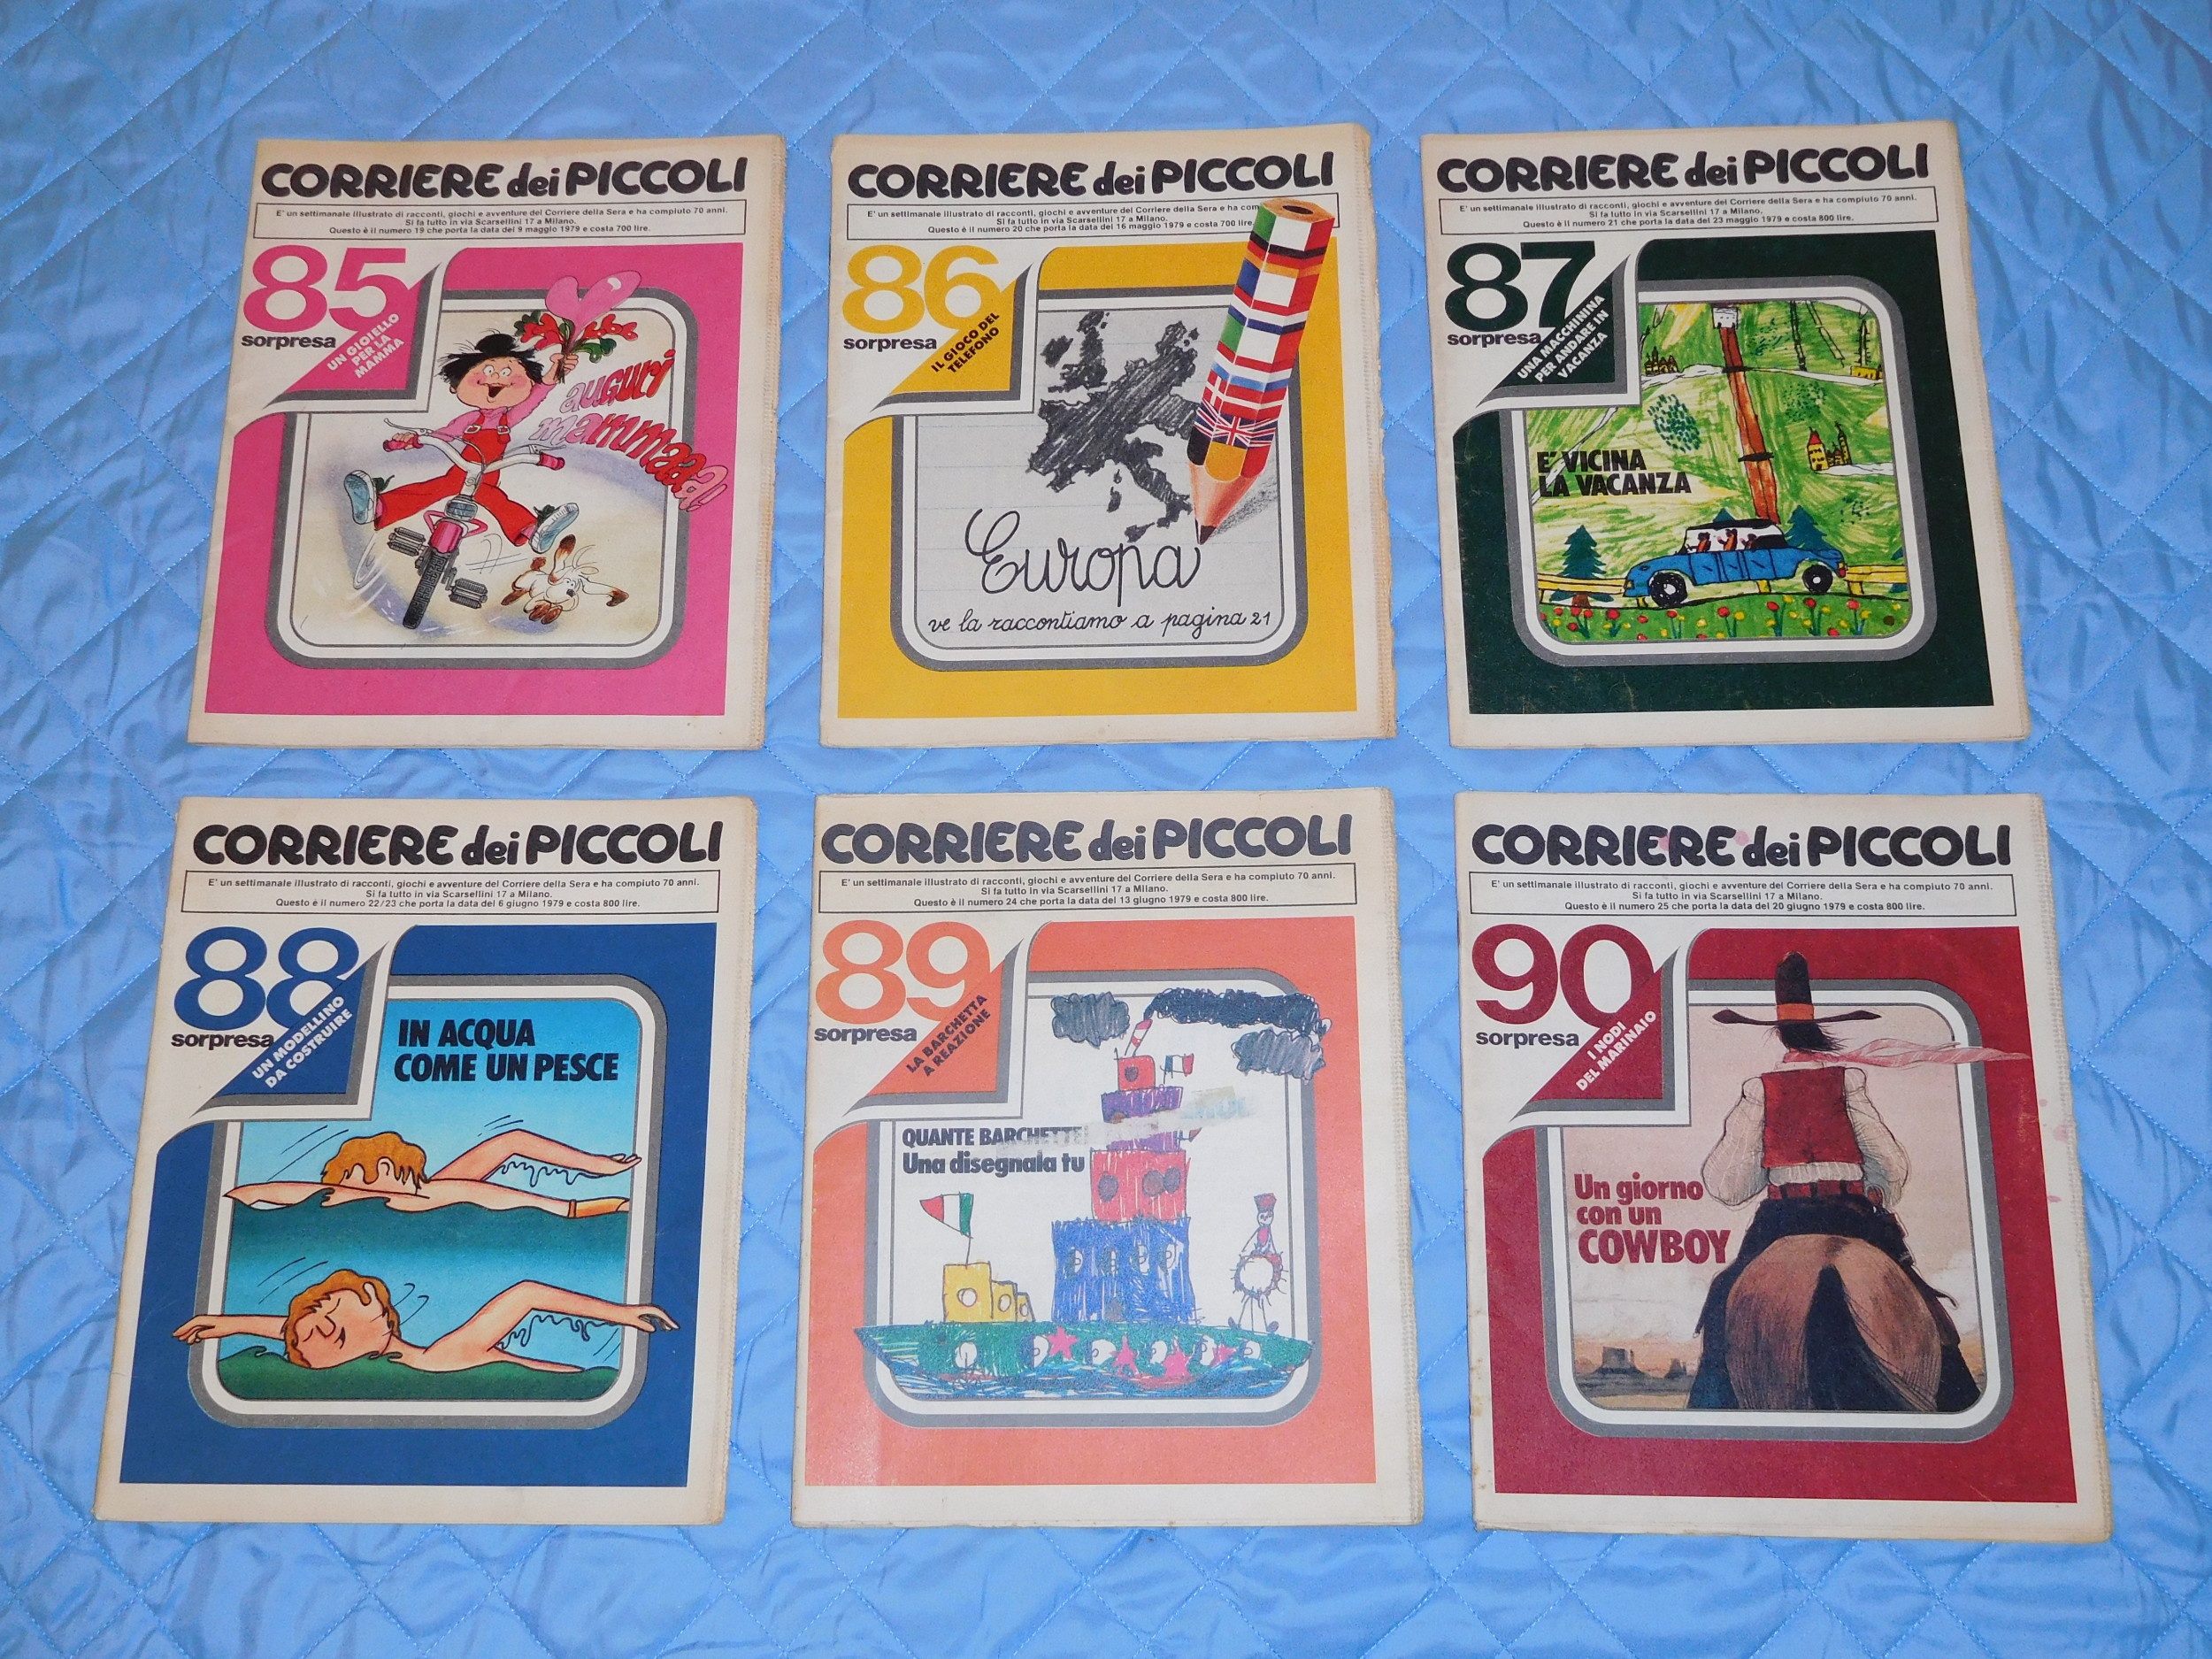 CORRIERE dei PICCOLI
E' un settimanale illustrato di racconti, giochi e avventure del Corriere della Sera e ha compiuto 70 anni.
Si fa tutto in via Scarsellini 17 a Milano.
Questo è il numero 19 che porta la data del 9 maggio 1979 e costa 700 lire.
85
sorpresa
UN GIOIELLO
PER LA
MAMMA
auguri
mammaaa!
CORRIERE dei PICCOLI
E' un settimanale illustrato di racconti, giochi e avventure del Corriere della Sera e ha com
Si fa tutto in via Scarsellini 17 a Milano.
Questo è il numero 20 che porta la data del 16 maggio 1979 e costa 700 lire.
86
sorpresa
IL GIOCO DEL
TELEFONO
Europa
ve la raccontiamo a pagina 21
CORRIERE dei PICCOLI
E' un settimanale illustrato di racconti, giochi e avventure del Corriere della Sera e ha compiuto 70 anni.
Si fa tutto in via Scarsellini 17 a Milano.
Questo è il numero 21 che porta la data del 23 maggio 1979 e costa 800 lire.
87
sorpresa
UNA MACCHININA
PER ANDARE IN
VACANZA
E' VICINA
LA VACANZA
CORRIERE dei PICCOLI
E' un settimanale illustrato di racconti, giochi e avventure del Corriere della Sera e ha compiuto 70 anni.
Si fa tutto in via Scarsellini 17 a Milano.
Questo è il numero 22/23 che porta la data del 6 giugno 1979 e costa 800 lire.
88
sorpresa
UN MODELLINO
DA COSTRUIRE
IN ACQUA
COME UN PESCE
CORRIERE dei PICCOLI
E' un settimanale illustrato di racconti, giochi e avventure del Corriere della Sera e ha compiuto 70 anni.
Si fa tutto in via Scarsellini 17 a Milano.
Questo è il numero 24 che porta la data del 13 giugno 1979 e costa 800 lire.
89
sorpresa
LA BARCHETTA
A REAZIONE
QUANTE BARCHETTE!
Una disegnala tu
CORRIERE dei PICCOLI
E' un settimanale illustrato di racconti, giochi e avventure del Corriere della Sera e ha compiuto 70 anni.
Si fa tutto in via Scarsellini 17 a Milano.
Questo è il numero 25 che porta la data del 20 giugno 1979 e costa 800 lire.
90
sorpresa
I NODI
DEL MARINAIO
Un giorno
con un
COWBOY